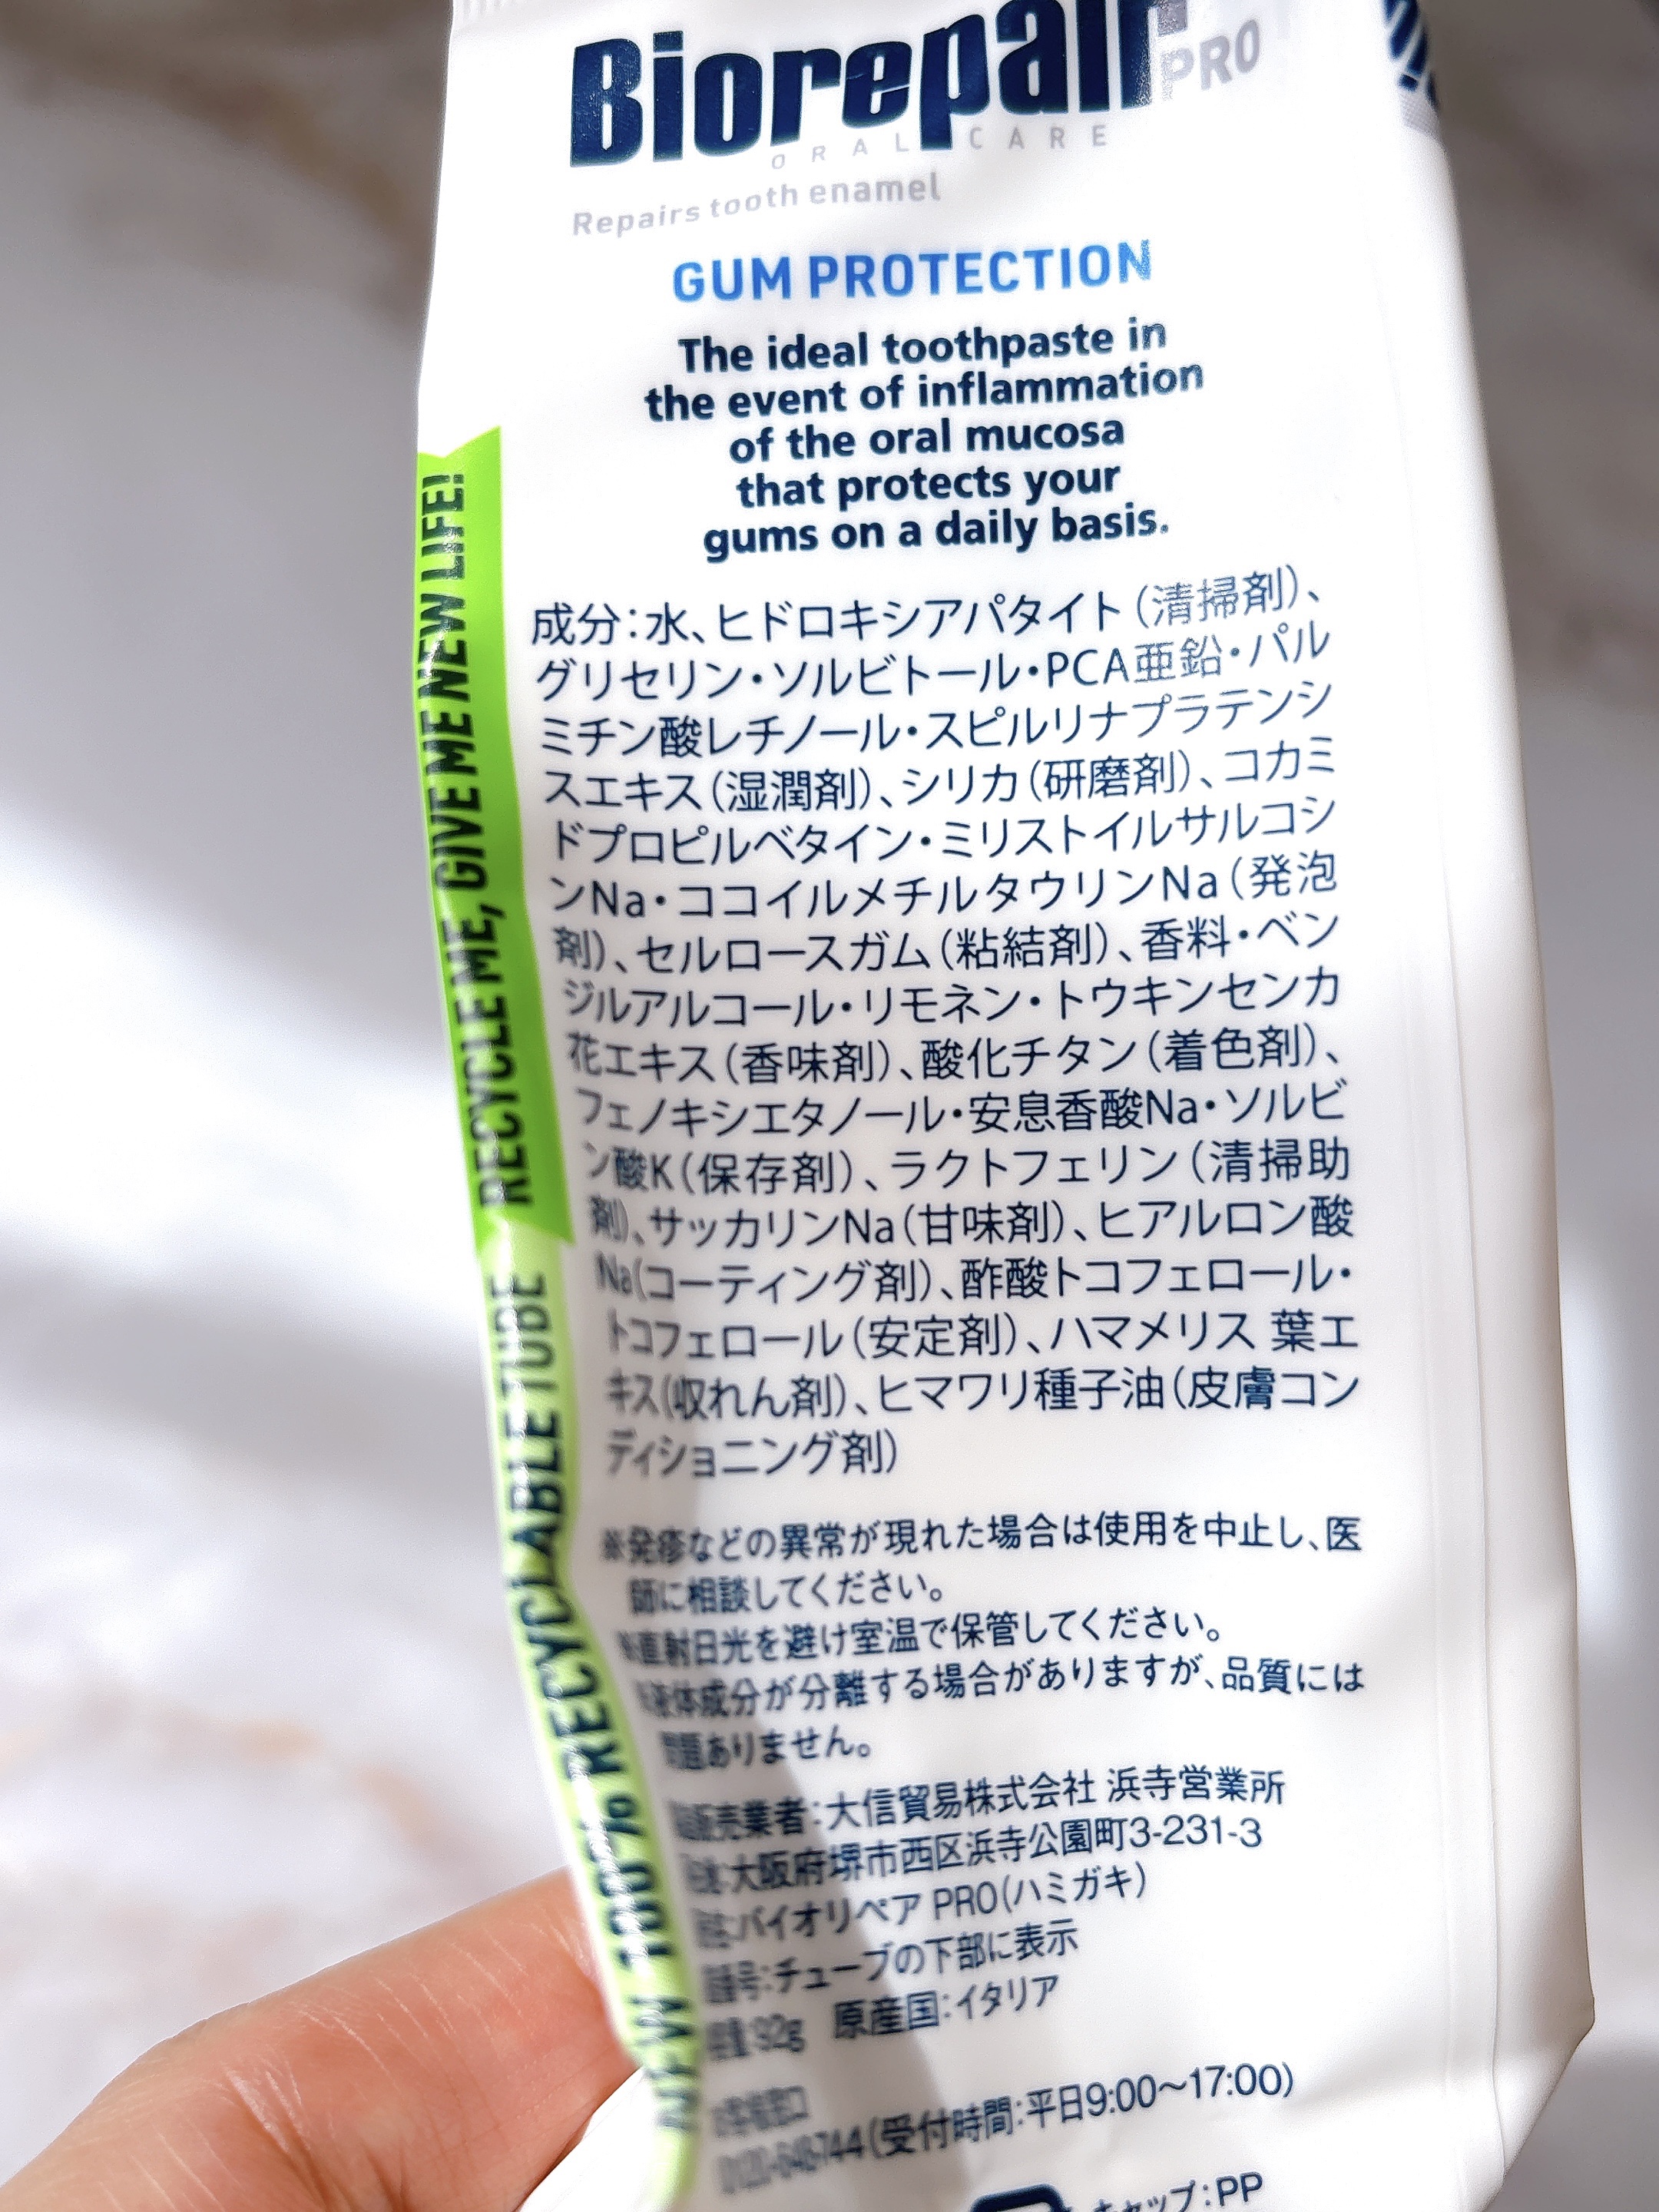 Biorepair PRO
ORAL CARE
Repairs tooth enamel
GUM PROTECTION
The ideal toothpaste in
the event of inflammation
of the oral mucosa
that protects your
gums on a daily basis.
成分：水、ヒドロキシアパタイト（清掃剤）、
グリセリン・ソルビトール・PCA亜鉛・パル
ミチン酸レチノール・スピルリナプラテンシ
スエキス（湿潤剤）、シリカ（研磨剤）、コカミ
ドプロピルベタイン・ミリストイルサルコシ
ンNa・ココイルメチルタウリンNa（発泡
剤）、セルロースガム（粘結剤）、香料・ベン
ジルアルコール・リモネン・トウキンセンカ
花エキス（香味剤）、酸化チタン（着色剤）、
フェノキシエタノール・安息香酸Na・ソルビ
ン酸K（保存剤）、ラクトフェリン（清掃助
剤）、サッカリンNa（甘味剤）、ヒアルロン酸
Na（コーティング剤）、酢酸トコフェロール・
トコフェロール（安定剤）、ハマメリス 葉エ
キス（収れん剤）、ヒマワリ種子油（皮膚コン
ディショニング剤）
※発疹などの異常が現れた場合は使用を中止し、医
師に相談してください。
※直射日光を避け室温で保管してください。
※液体成分が分離する場合がありますが、品質には
問題ありません。
販売業者：大信貿易株式会社 浜寺営業所
大阪府堺市西区浜寺公園町3-231-3
バイオリペア PRO（ハミガキ）
番号：チューブの下部に表示
92g 原産国：イタリア
744（受付時間：平日9:00〜17:00）
キャップ：PP
NEW 100% RECYCLABLE TUBE
RECYCLE ME, GIVE ME NEW LIFE!